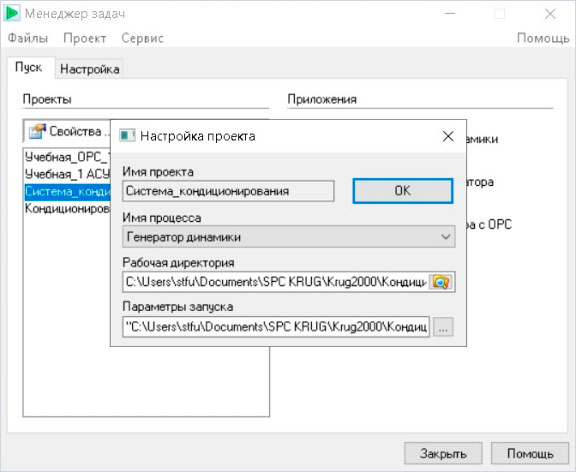 Менеджер задач
Файлы Проект Сервис Помощь
Пуск Настройка
Проекты Приложения
Свойства ..
Настройка проекта
Учебная_OPC_1
Учебная_1 АСУ
Система_конди
Кондициониров
амики
атора
ра с OPC
Имя проекта
Система_кондиционирования OK
Имя процесса
Генератор динамики
Рабочая директория
C:\Users\stfu\Documents\SPC KRUG\Krug2000\Кондици
Параметры запуска
"C:\Users\stfu\Documents\SPC KRUG\Krug2000\Кондиц ...
Закрыть Помощь